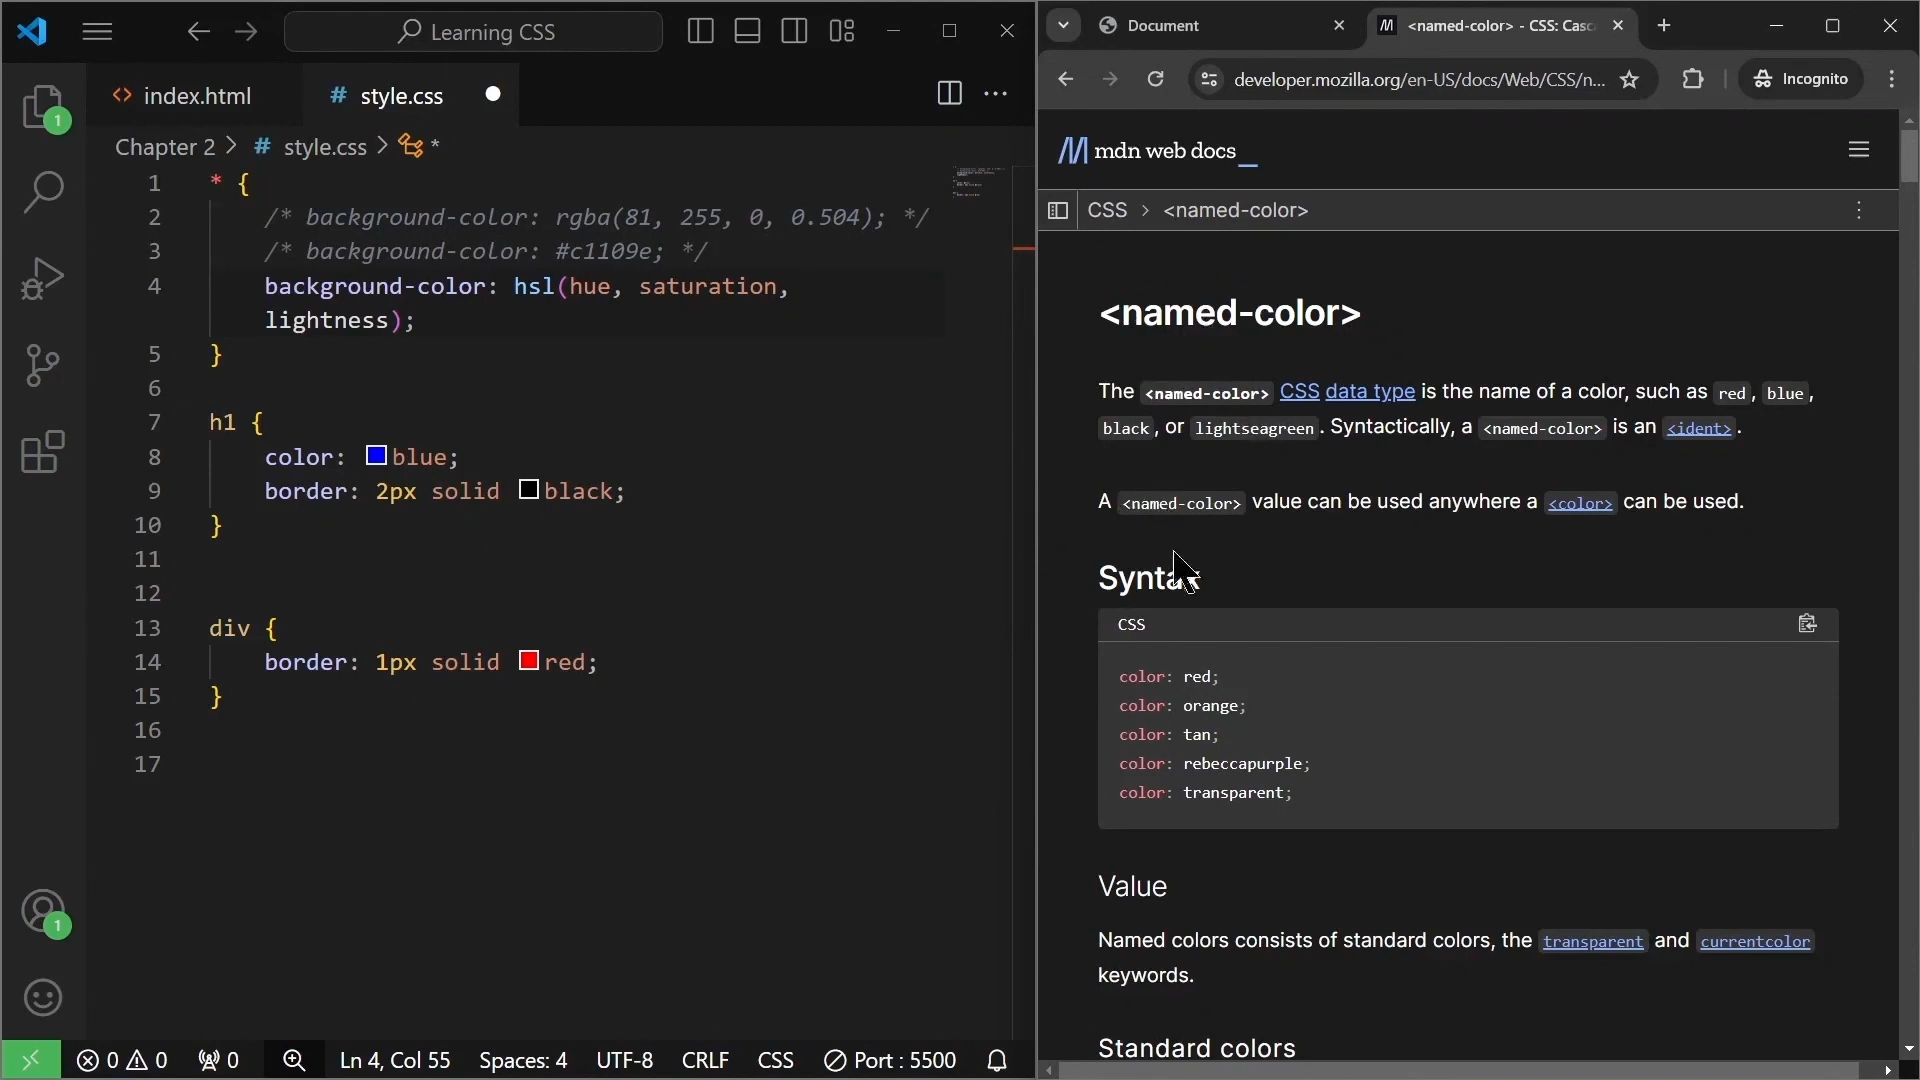 Learning CSS
index.html
style.css
Chapter 2 > # style.css > *
1 * {
2 /* background-color: rgba(81, 255, 0, 0.504); */
3 /* background-color: #c1109e; */
4 background-color: hsl(hue, saturation,
lightness);
5 }
6
7 h1 {
8 color: blue;
9 border: 2px solid black;
10 }
11
12
13 div {
14 border: 1px solid red;
15 }
16
17
1
1
0 0 0 Ln 4, Col 55 Spaces: 4 UTF-8 CRLF CSS Port : 5500
Document
<named-color> - CSS: Casc
developer.mozilla.org/en-US/docs/Web/CSS/n...
Incognito
mdn web docs_
CSS > <named-color>
<named-color>
The <named-color> CSS data type is the name of a color, such as red, blue,
black, or lightseagreen. Syntactically, a <named-color> is an <ident>.
A <named-color> value can be used anywhere a <color> can be used.
Syntax
CSS
color: red;
color: orange;
color: tan;
color: rebeccapurple;
color: transparent;
Value
Named colors consists of standard colors, the transparent and currentcolor
keywords.
Standard colors